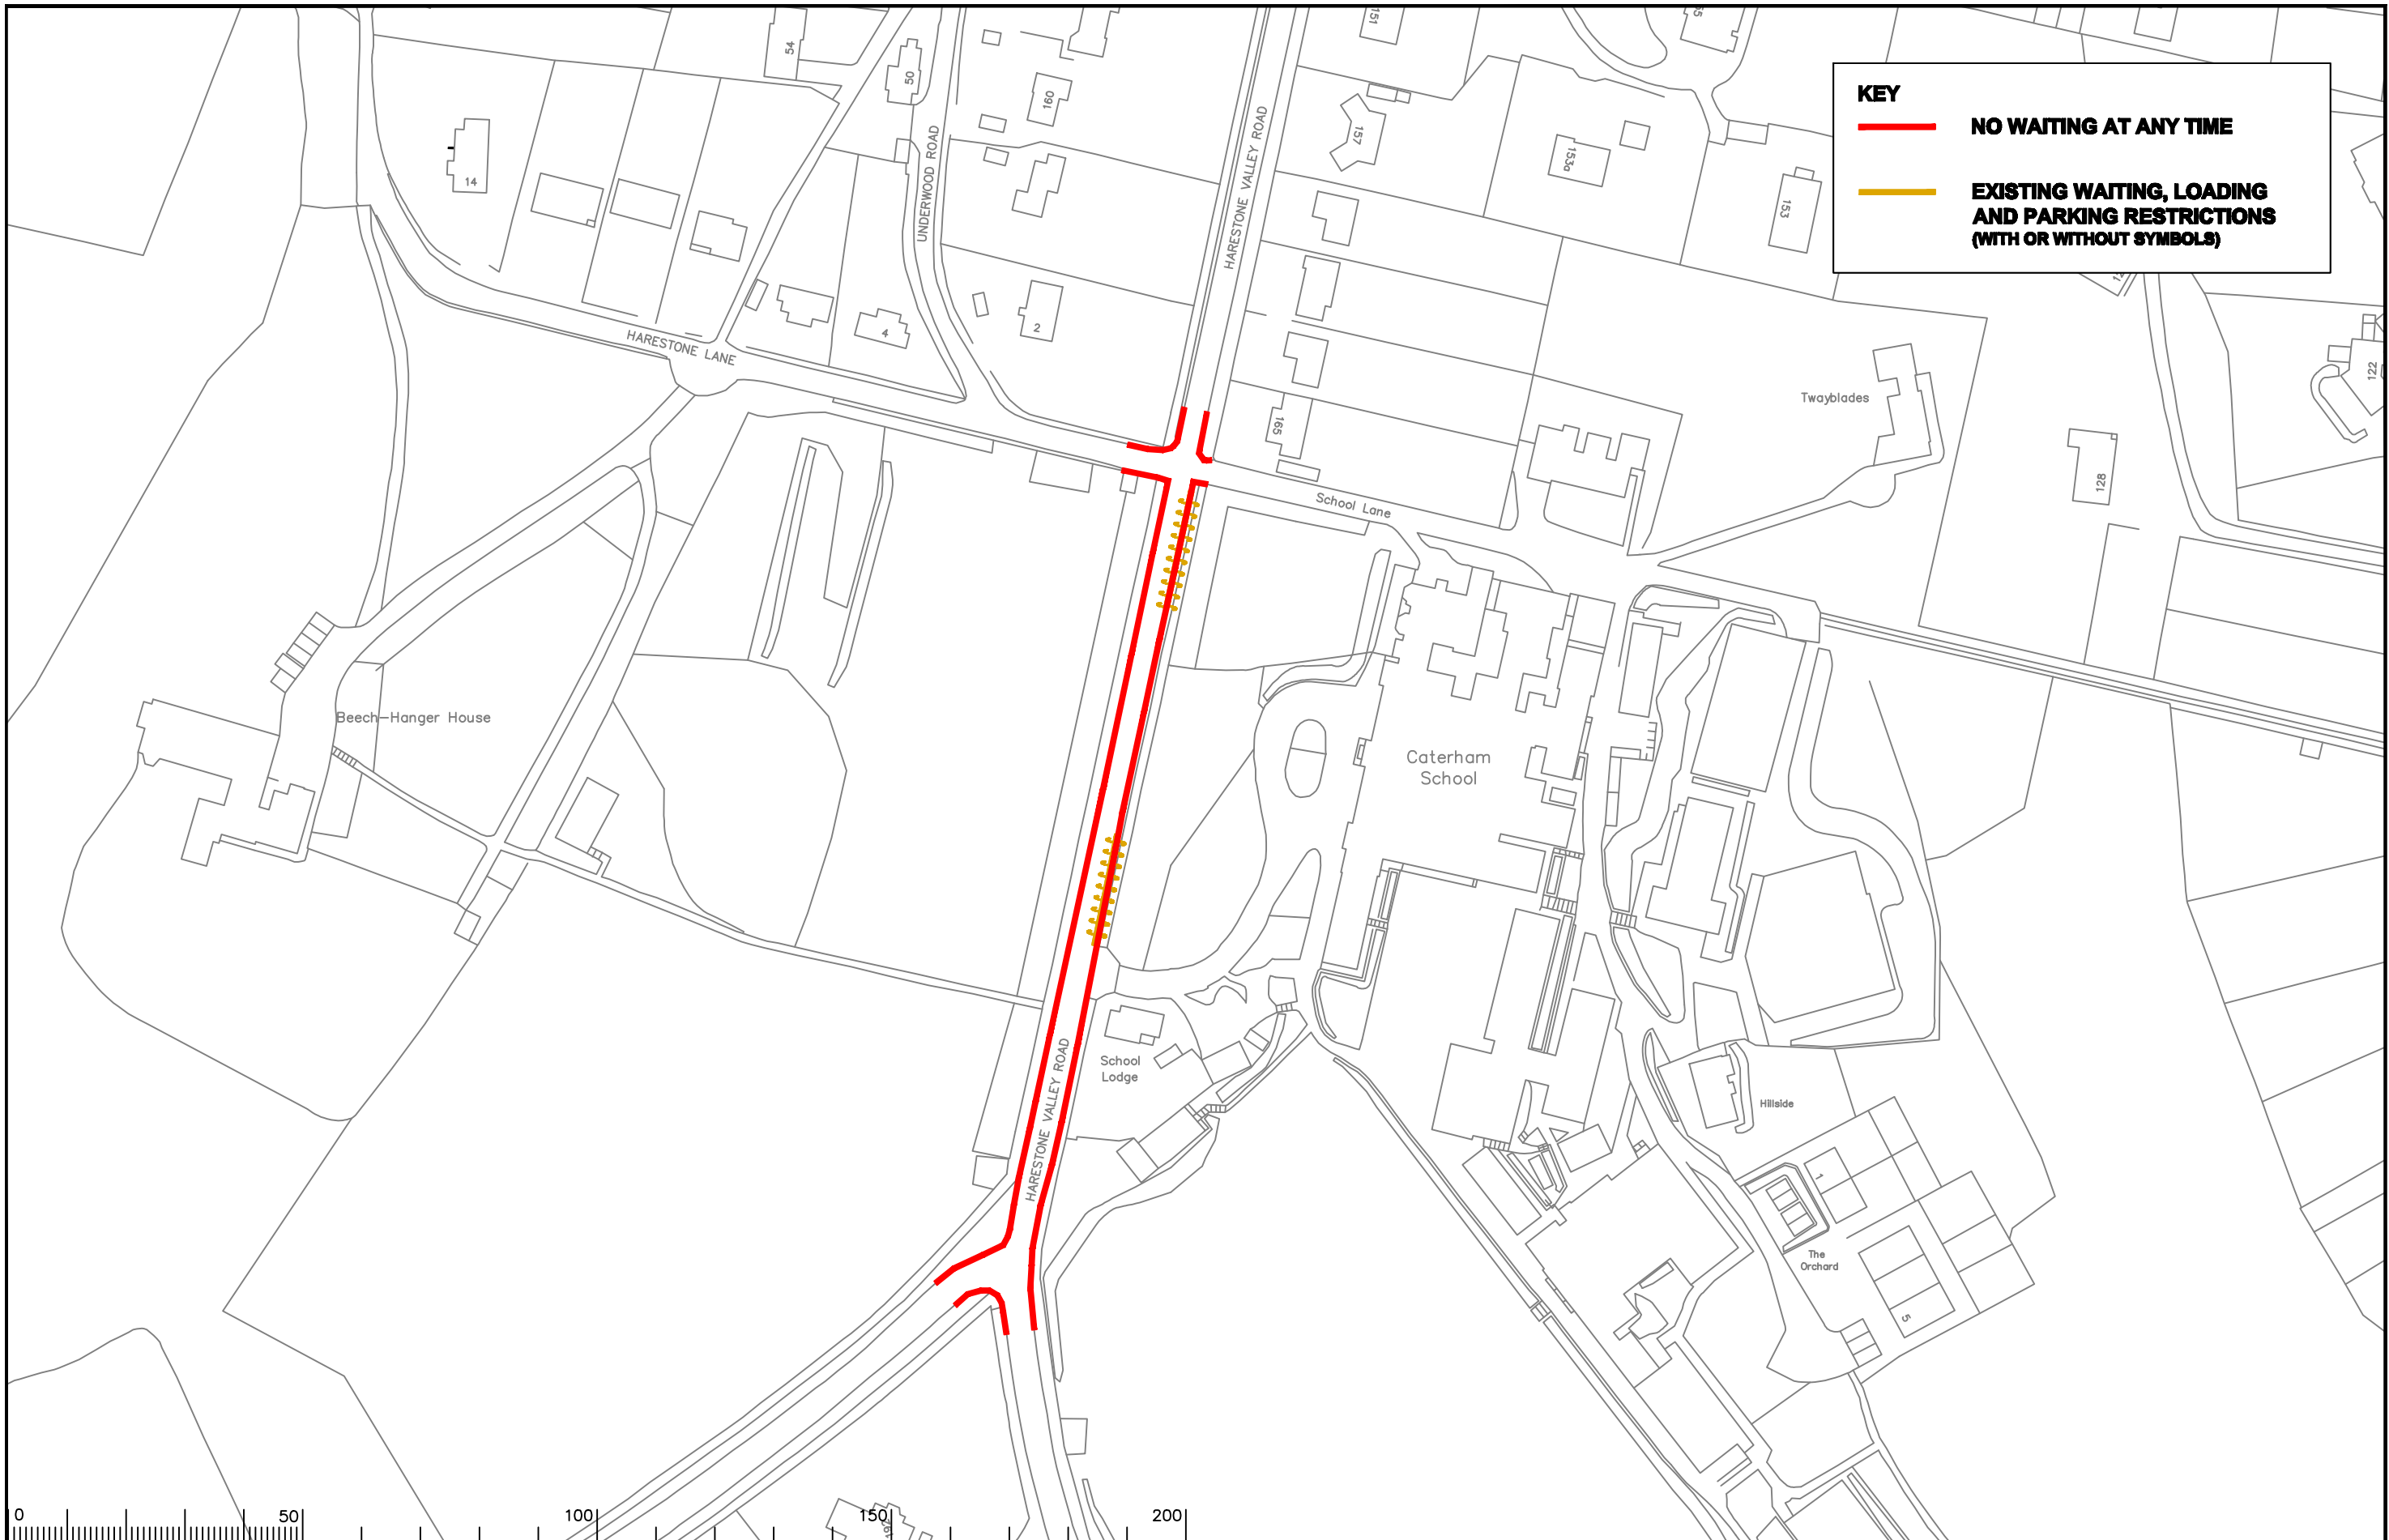 KEY
NO WAITING AT ANY TIME
EXISTING WAITING, LOADING
AND PARKING RESTRICTIONS
(WITH OR WITHOUT SYMBOLS)
54
50
160
151
157
153a
153
14
UNDERWOOD ROAD
HARESTONE VALLEY ROAD
2
4
HARESTONE LANE
165
Twayblades
122
128
School Lane
Beech-Hanger House
Caterham
School
School
Lodge
HARESTONE VALLEY ROAD
Hillside
1
The
Orchard
5
0
50
100
150
200